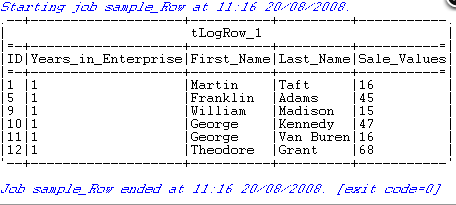 Starting job sample_Row at 11:16 20/08/2008.
tLogRow_1
ID|Years_in_Enterprise|First_Name|Last_Name|Sale_Values
1 |1 |Martin |Taft |16
5 |1 |Franklin |Adams |45
9 |1 |William |Madison |15
10|1 |George |Kennedy |47
11|1 |George |Van Buren|16
12|1 |Theodore |Grant |68
Job sample_Row ended at 11:16 20/08/2008. [exit code=0]